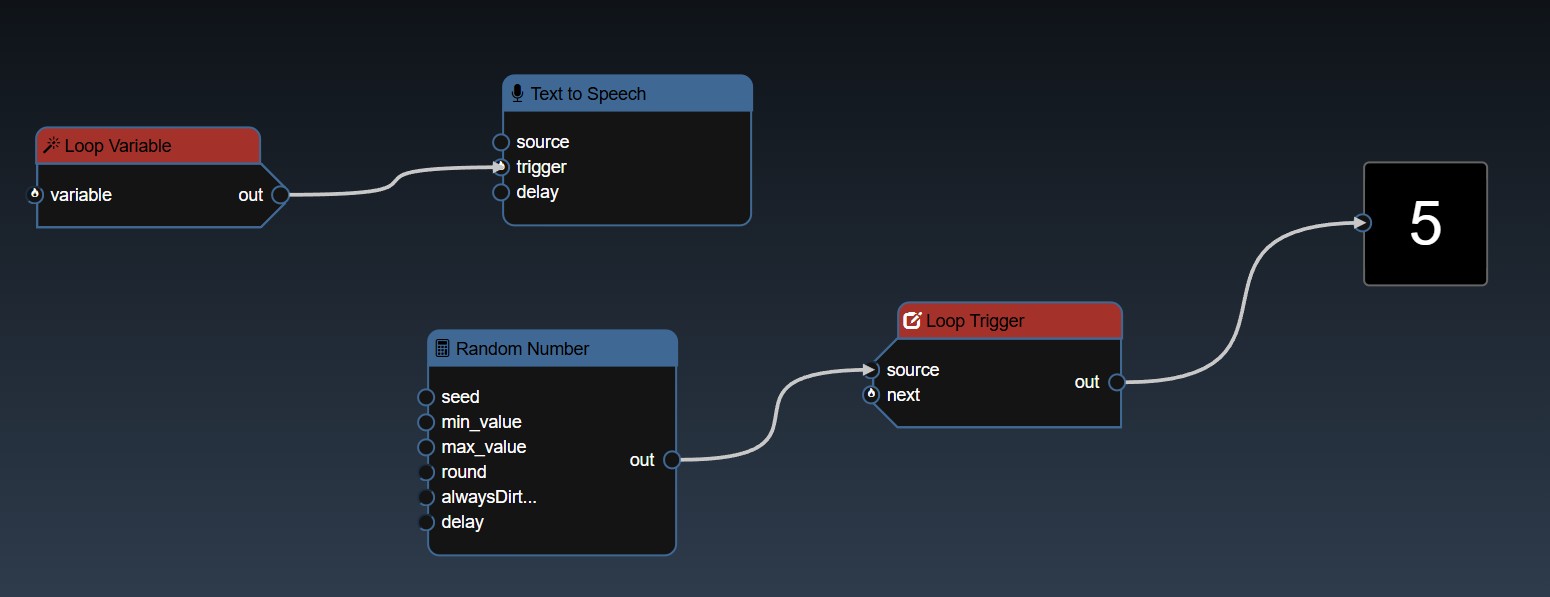 Text to Speech
source
trigger
delay
Loop Variable
variable out
5
Loop Trigger
source
next
out
Random Number
seed
min_value
max_value
round
alwaysDirt...
delay
out